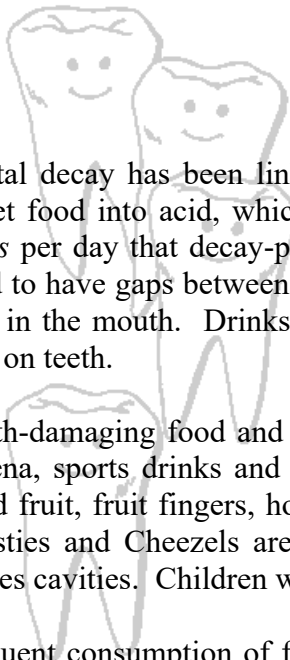 tal decay has been lin
et food into acid, whic
s per day that decay-p
l to have gaps between
in the mouth. Drinks
on teeth.
th-damaging food and
ena, sports drinks and
d fruit, fruit fingers, ho
sties and Cheezels are
es cavities. Children w
uent consumption of f